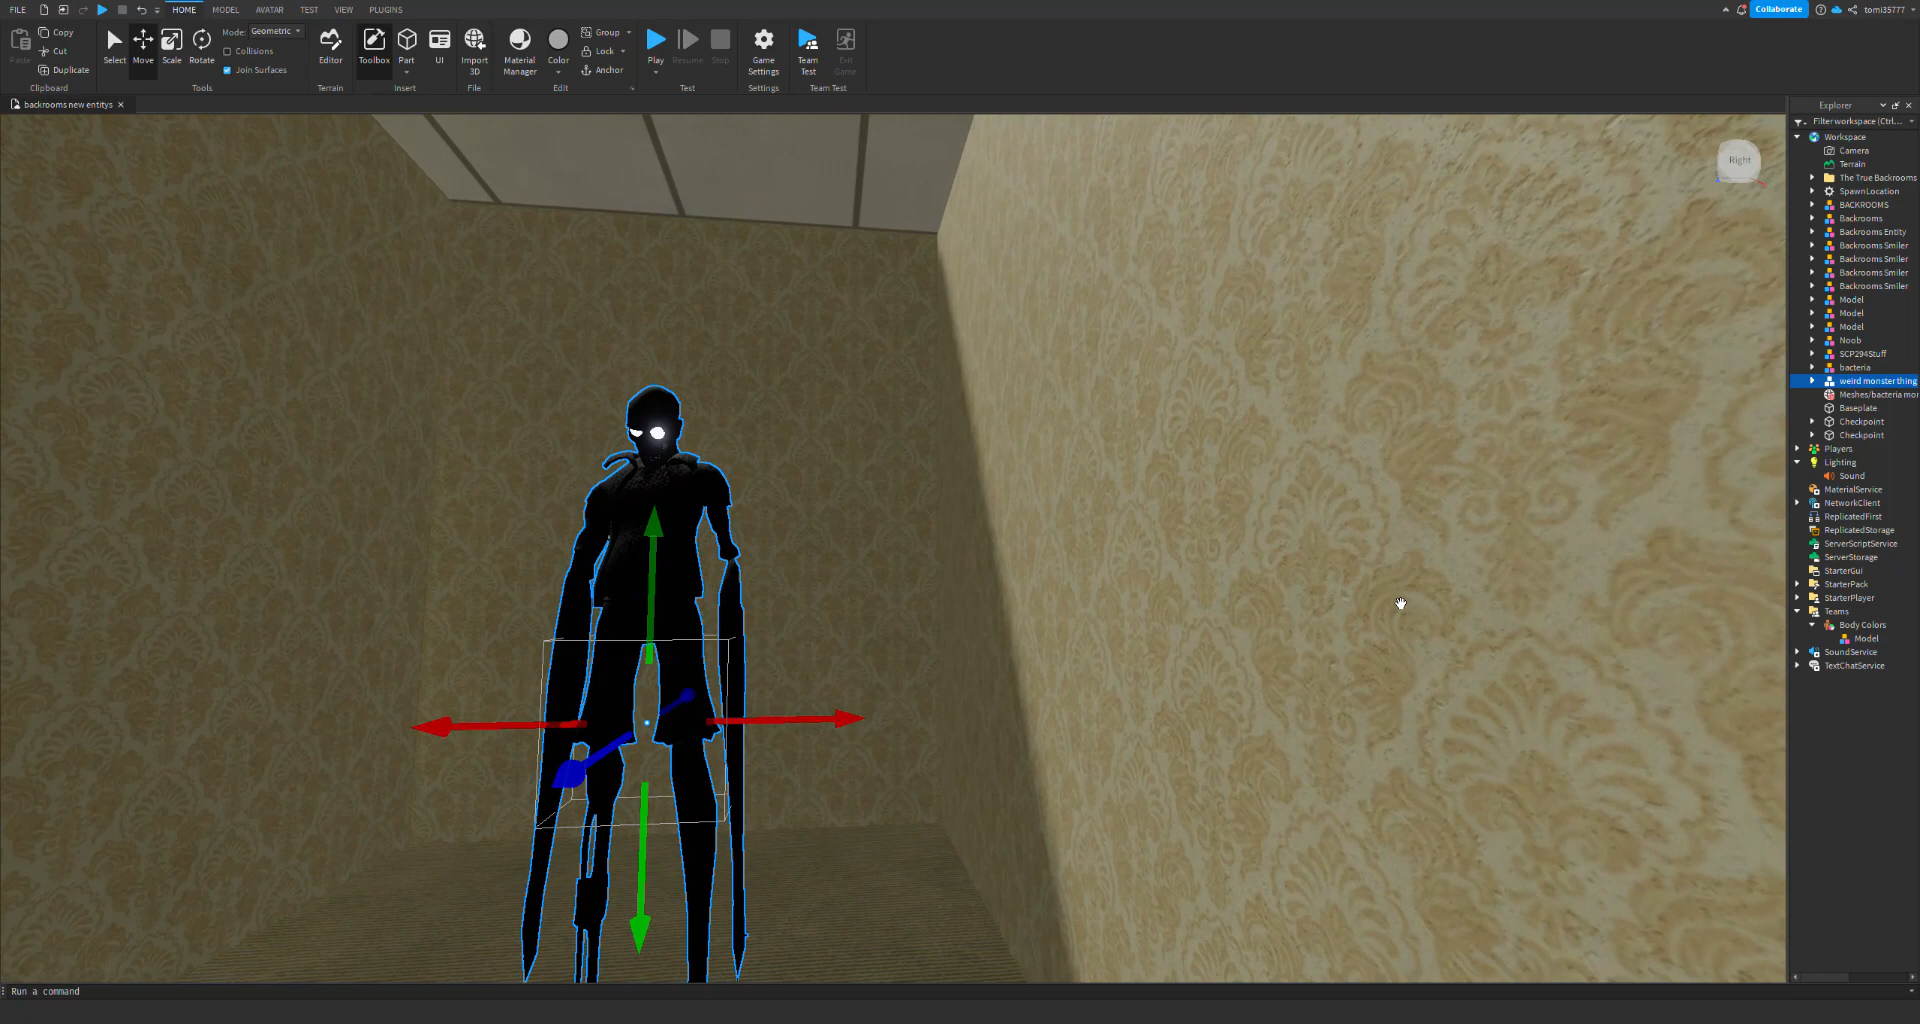 FILE HOME MODEL AVATAR TEST VIEW PLUGINS Collaborate tomi35777
Paste Copy Cut Duplicate Clipboard
Select Move Scale Rotate Mode: Geometric Collisions Join Surfaces Tools
Editor Terrain
Toolbox Part UI Insert
Import 3D File
Material Manager Color Group Lock Anchor Edit
Play Resume Stop Test
Game Settings Settings
Team Test Exit Game Team Test
backrooms new entitys
Right
Explorer
Filter workspace (Ctrl...
Workspace
Camera
Terrain
The True Backrooms
SpawnLocation
BACKROOMS
Backrooms
Backrooms Entity
Backrooms Smiler
Backrooms Smiler
Backrooms Smiler
Backrooms Smiler
Model
Model
Model
Noob
SCP294Stuff
bacteria
weird monster thing
Meshes/bacteria mor
Baseplate
Checkpoint
Checkpoint
Players
Lighting
Sound
MaterialService
NetworkClient
ReplicatedFirst
ReplicatedStorage
ServerScriptService
ServerStorage
StarterGui
StarterPack
StarterPlayer
Teams
Body Colors
Model
SoundService
TextChatService
Run a command